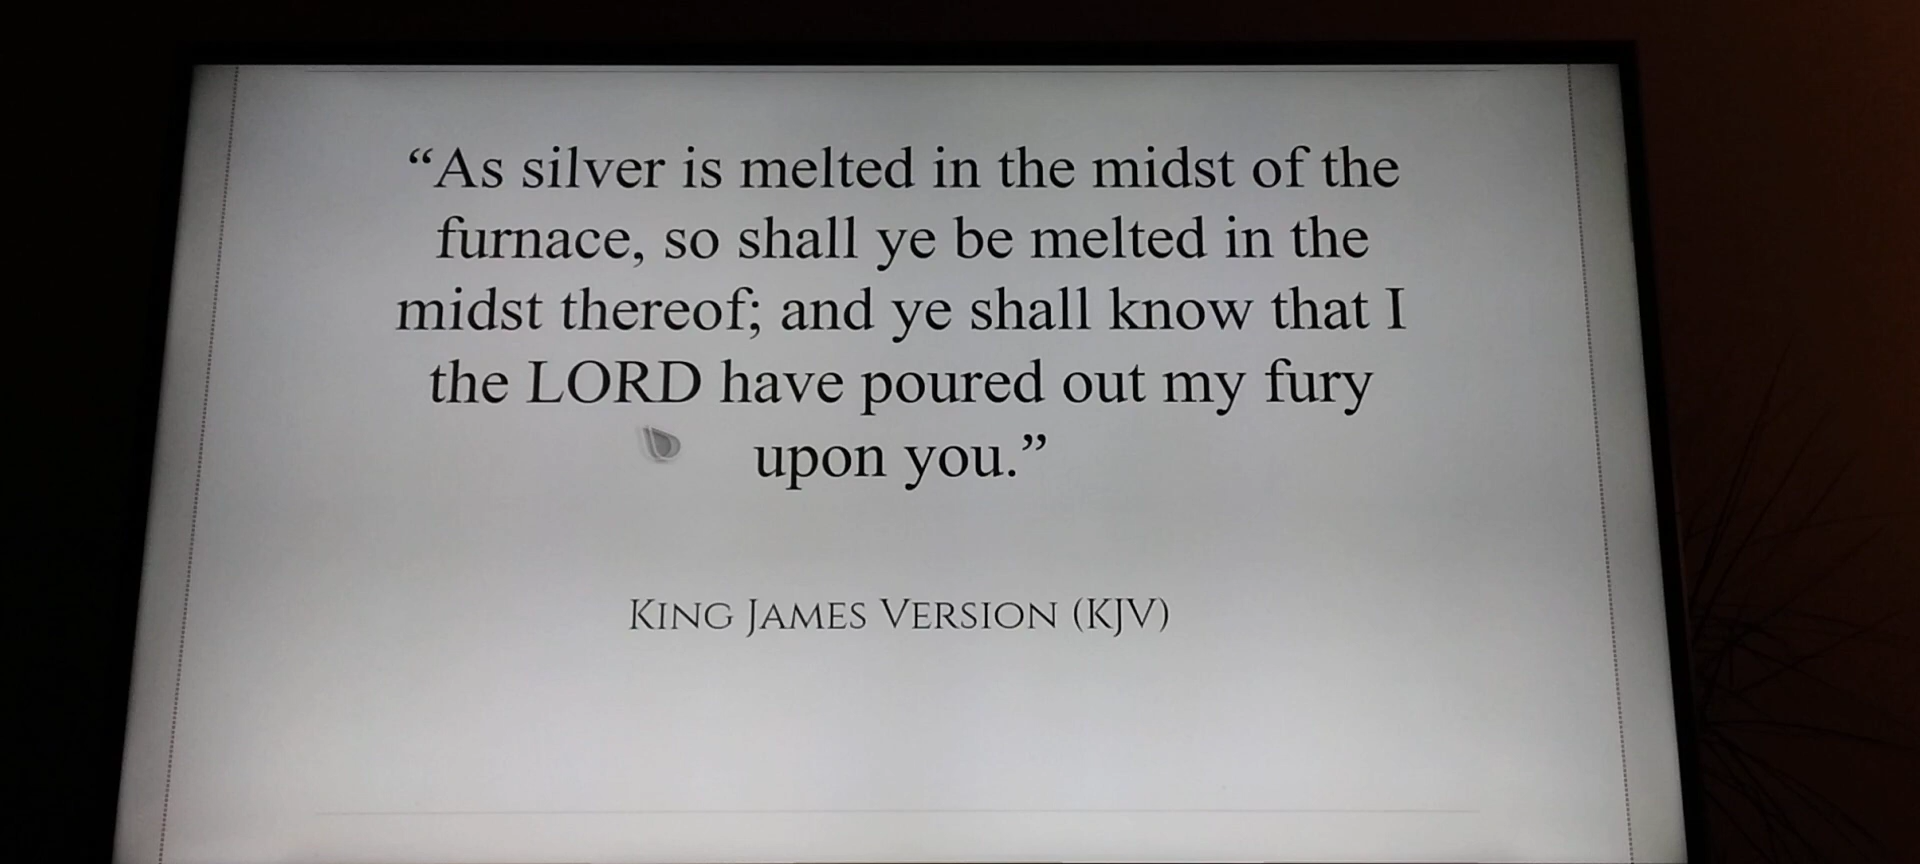 “As silver is melted in the midst of the
furnace, so shall ye be melted in the
midst thereof; and ye shall know that I
the LORD have poured out my fury
upon you.”
KING JAMES VERSION (KJV)